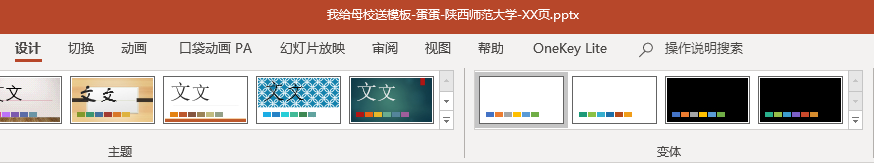 我给母校送模板-蛋蛋-陕西师范大学-XX页.pptx
设计 切换 动画 口袋动画 PA 幻灯片放映 审阅 视图 帮助 OneKey Lite 操作说明搜索
文文 文文 文文 文文 文文
主题 变体